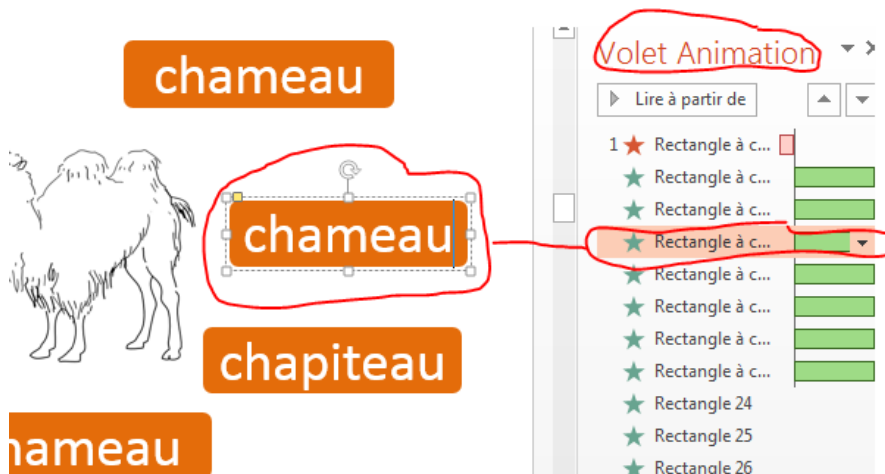 chameau
chameau
chapiteau
hameau
Volet Animation
Lire à partir de
1 Rectangle à c...
Rectangle à c...
Rectangle à c...
Rectangle à c...
Rectangle à c...
Rectangle à c...
Rectangle à c...
Rectangle à c...
Rectangle 24
Rectangle 25
Rectangle 26